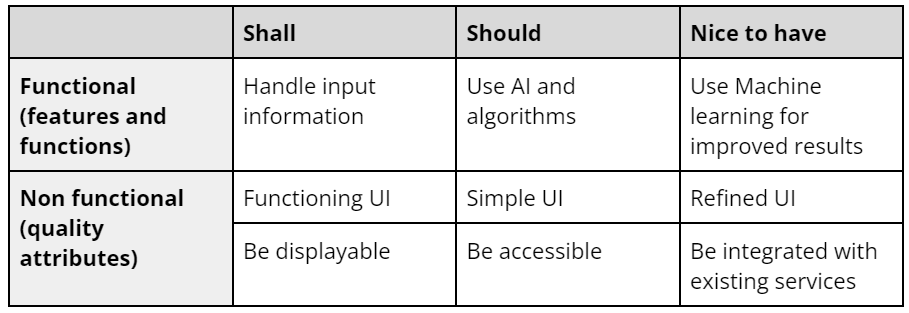 Shall Should Nice to have
Functional (features and functions) Handle input information Use AI and algorithms Use Machine learning for improved results
Non functional (quality attributes) Functioning UI Simple UI Refined UI
Be displayable Be accessible Be integrated with existing services